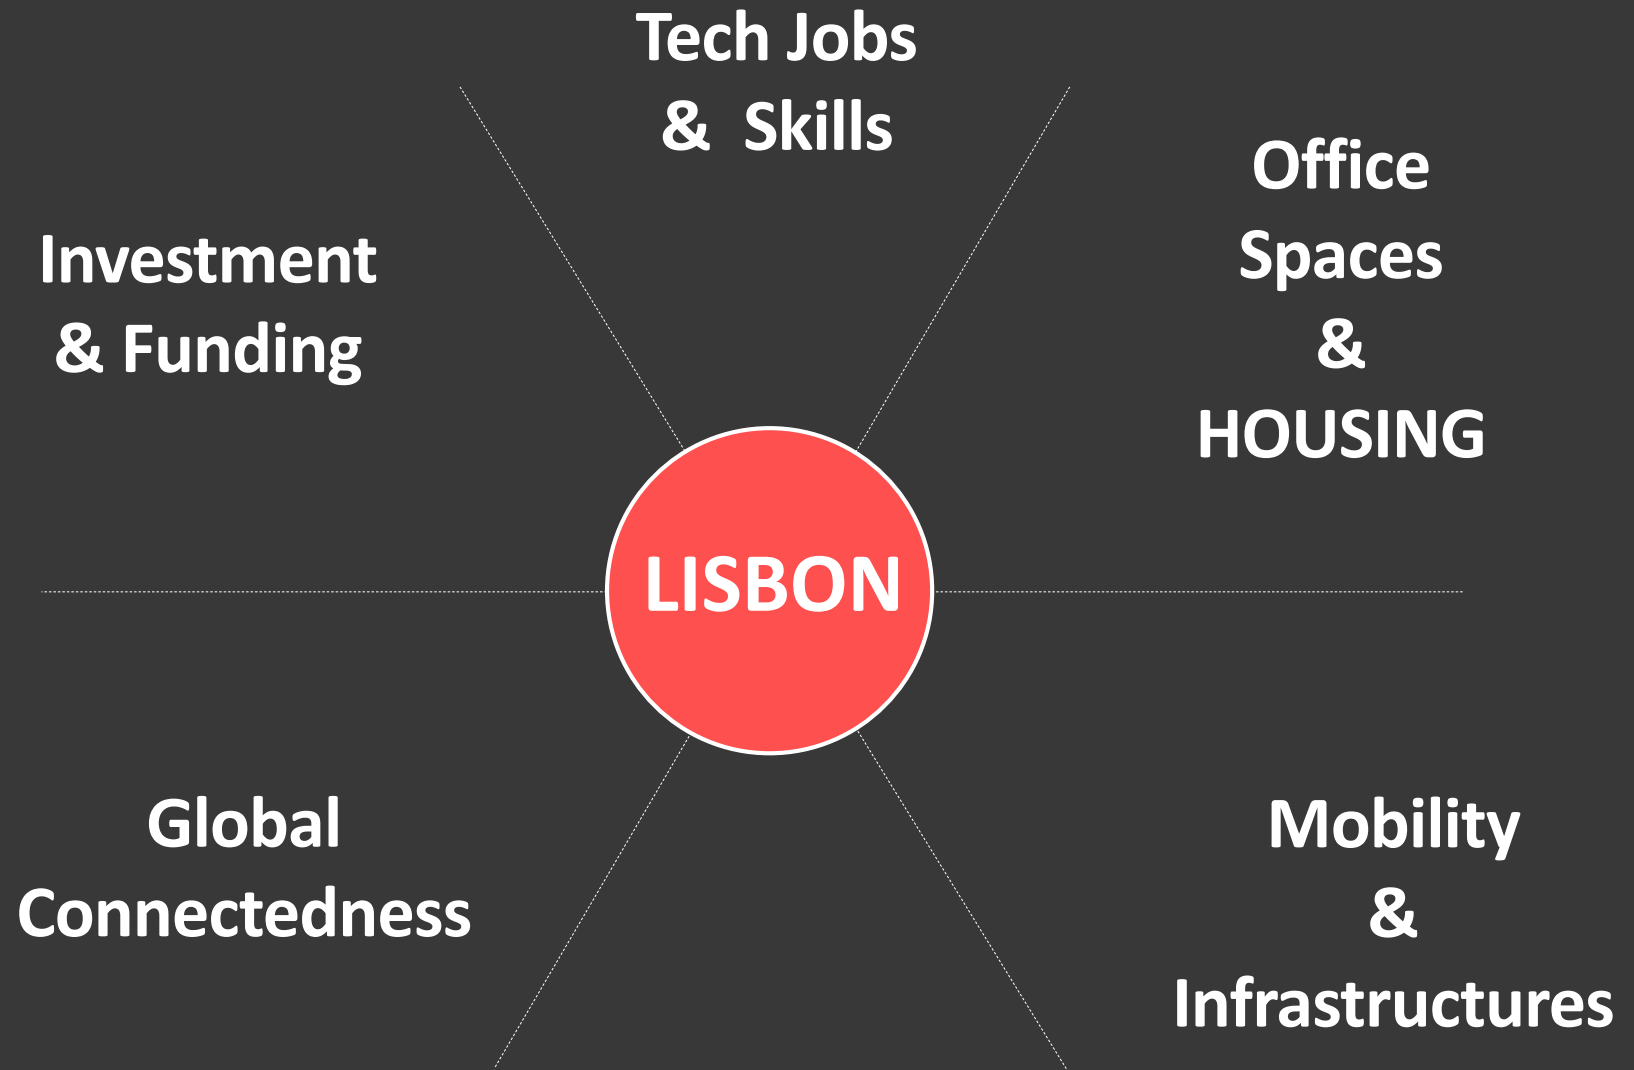 Tech Jobs
& Skills
Office
Spaces
&
HOUSING
Investment
& Funding
LISBON
Global
Connectedness
Mobility
&
Infrastructures